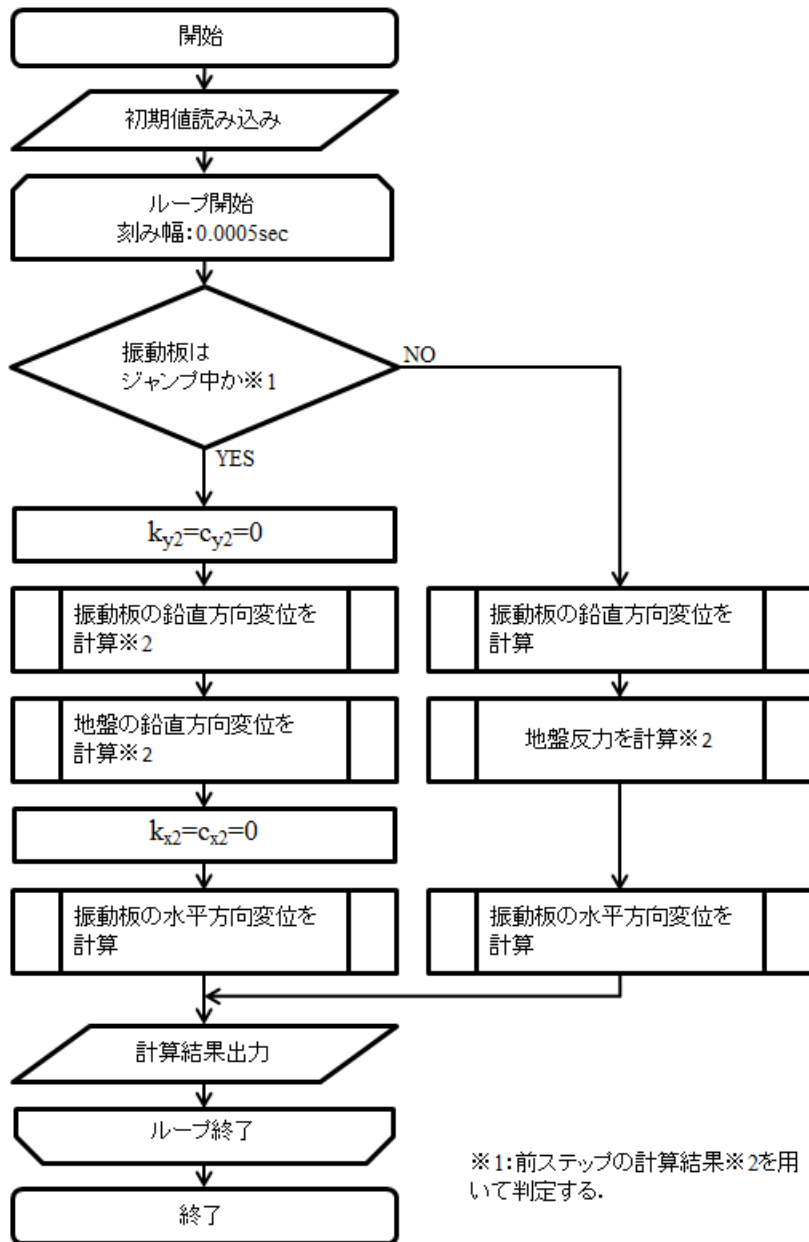 開始
初期値読み込み
ループ開始
刻み幅:0.0005sec
振動板は
ジャンプ中か※1
NO
YES
ky2=cy2=0
振動板の鉛直方向変位を
計算※2
地盤の鉛直方向変位を
計算※2
kx2=cx2=0
振動板の水平方向変位を
計算
振動板の鉛直方向変位を
計算
地盤反力を計算※2
振動板の水平方向変位を
計算
計算結果出力
ループ終了
終了
※1:前ステップの計算結果※2を用
いて判定する.